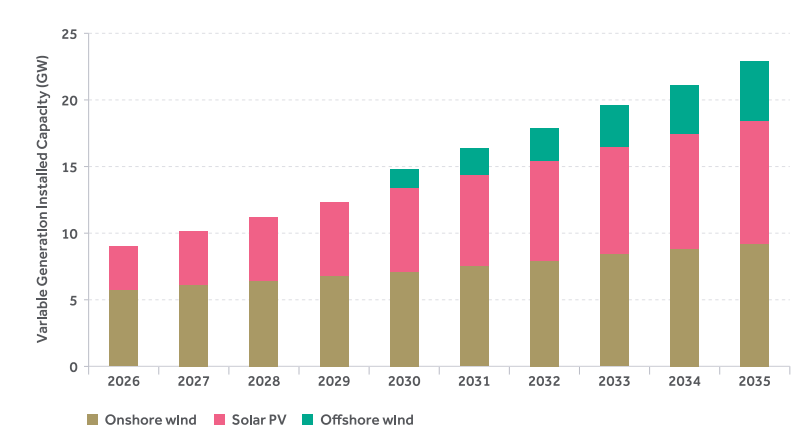 Variable Generation Installed Capacity (GW)
25
20
15
10
5
0
2026 2027 2028 2029 2030 2031 2032 2033 2034 2035
Onshore wind Solar PV Offshore wind